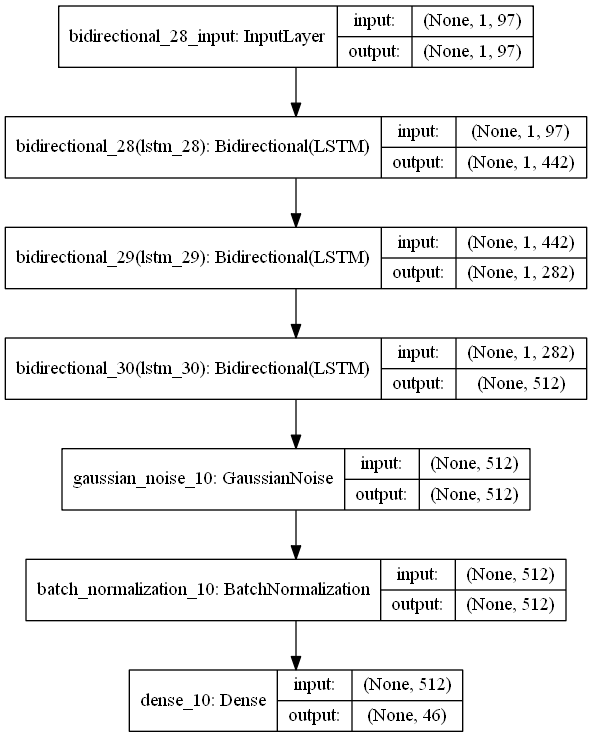 bidirectional_28_input: InputLayer
input: (None, 1, 97)
output: (None, 1, 97)
bidirectional_28(lstm_28): Bidirectional(LSTM)
input: (None, 1, 97)
output: (None, 1, 442)
bidirectional_29(lstm_29): Bidirectional(LSTM)
input: (None, 1, 442)
output: (None, 1, 282)
bidirectional_30(lstm_30): Bidirectional(LSTM)
input: (None, 1, 282)
output: (None, 512)
gaussian_noise_10: GaussianNoise
input: (None, 512)
output: (None, 512)
batch_normalization_10: BatchNormalization
input: (None, 512)
output: (None, 512)
dense_10: Dense
input: (None, 512)
output: (None, 46)